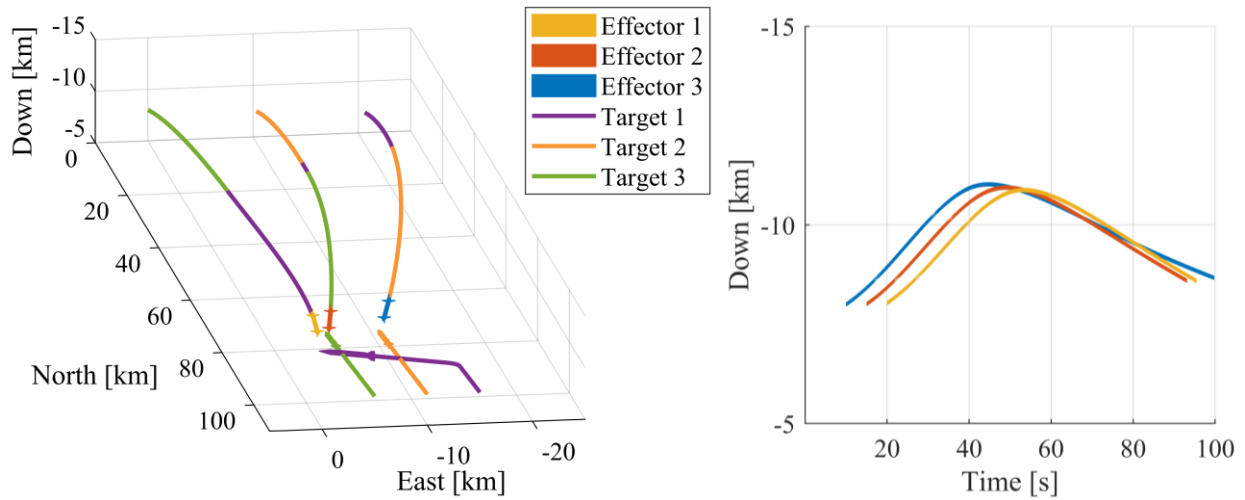 -15
-10
-5
Down [km]
0
20
40
60
80
100
North [km]
0
-10
-20
East [km]
Effector 1
Effector 2
Effector 3
Target 1
Target 2
Target 3
-15
-10
-5
Down [km]
20
40
60
80
100
Time [s]